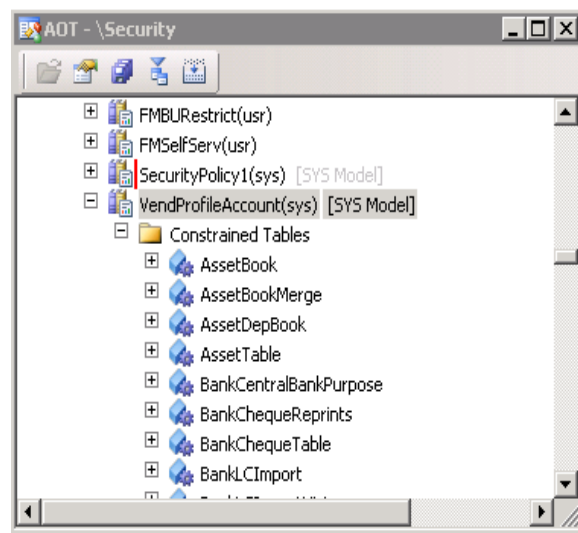 AOT - \Security
FMBURestrict(usr)
FMSelfServ(usr)
SecurityPolicy1(sys) [SYS Model]
VendProfileAccount(sys) [SYS Model]
Constrained Tables
AssetBook
AssetBookMerge
AssetDepBook
AssetTable
BankCentralBankPurpose
BankChequeReprints
BankChequeTable
BankLCImport